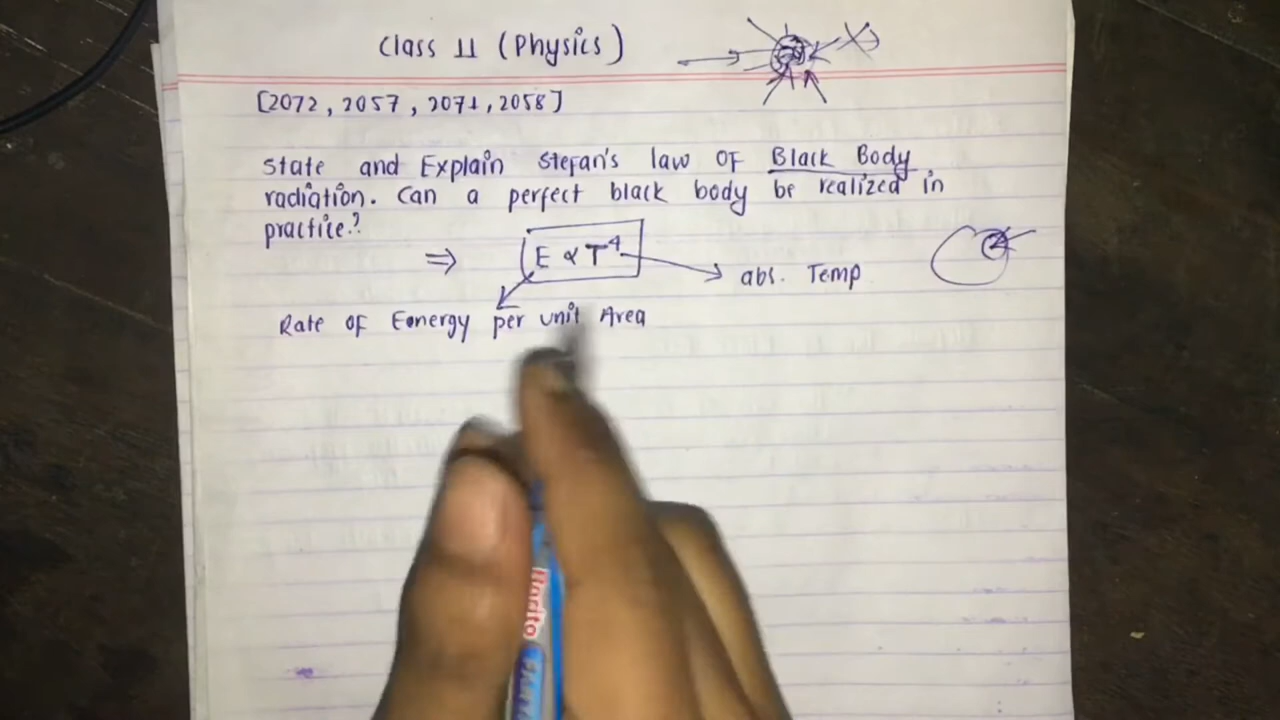 Class 11 (Physics)
[2072, 2057, 2071, 2058]
State and Explain Stefan's law OF Black Body
radiation. Can a perfect black body be realized in
practice?
⇒ E ∝ T⁴
abs. Temp
Rate OF Eenergy per unit Area